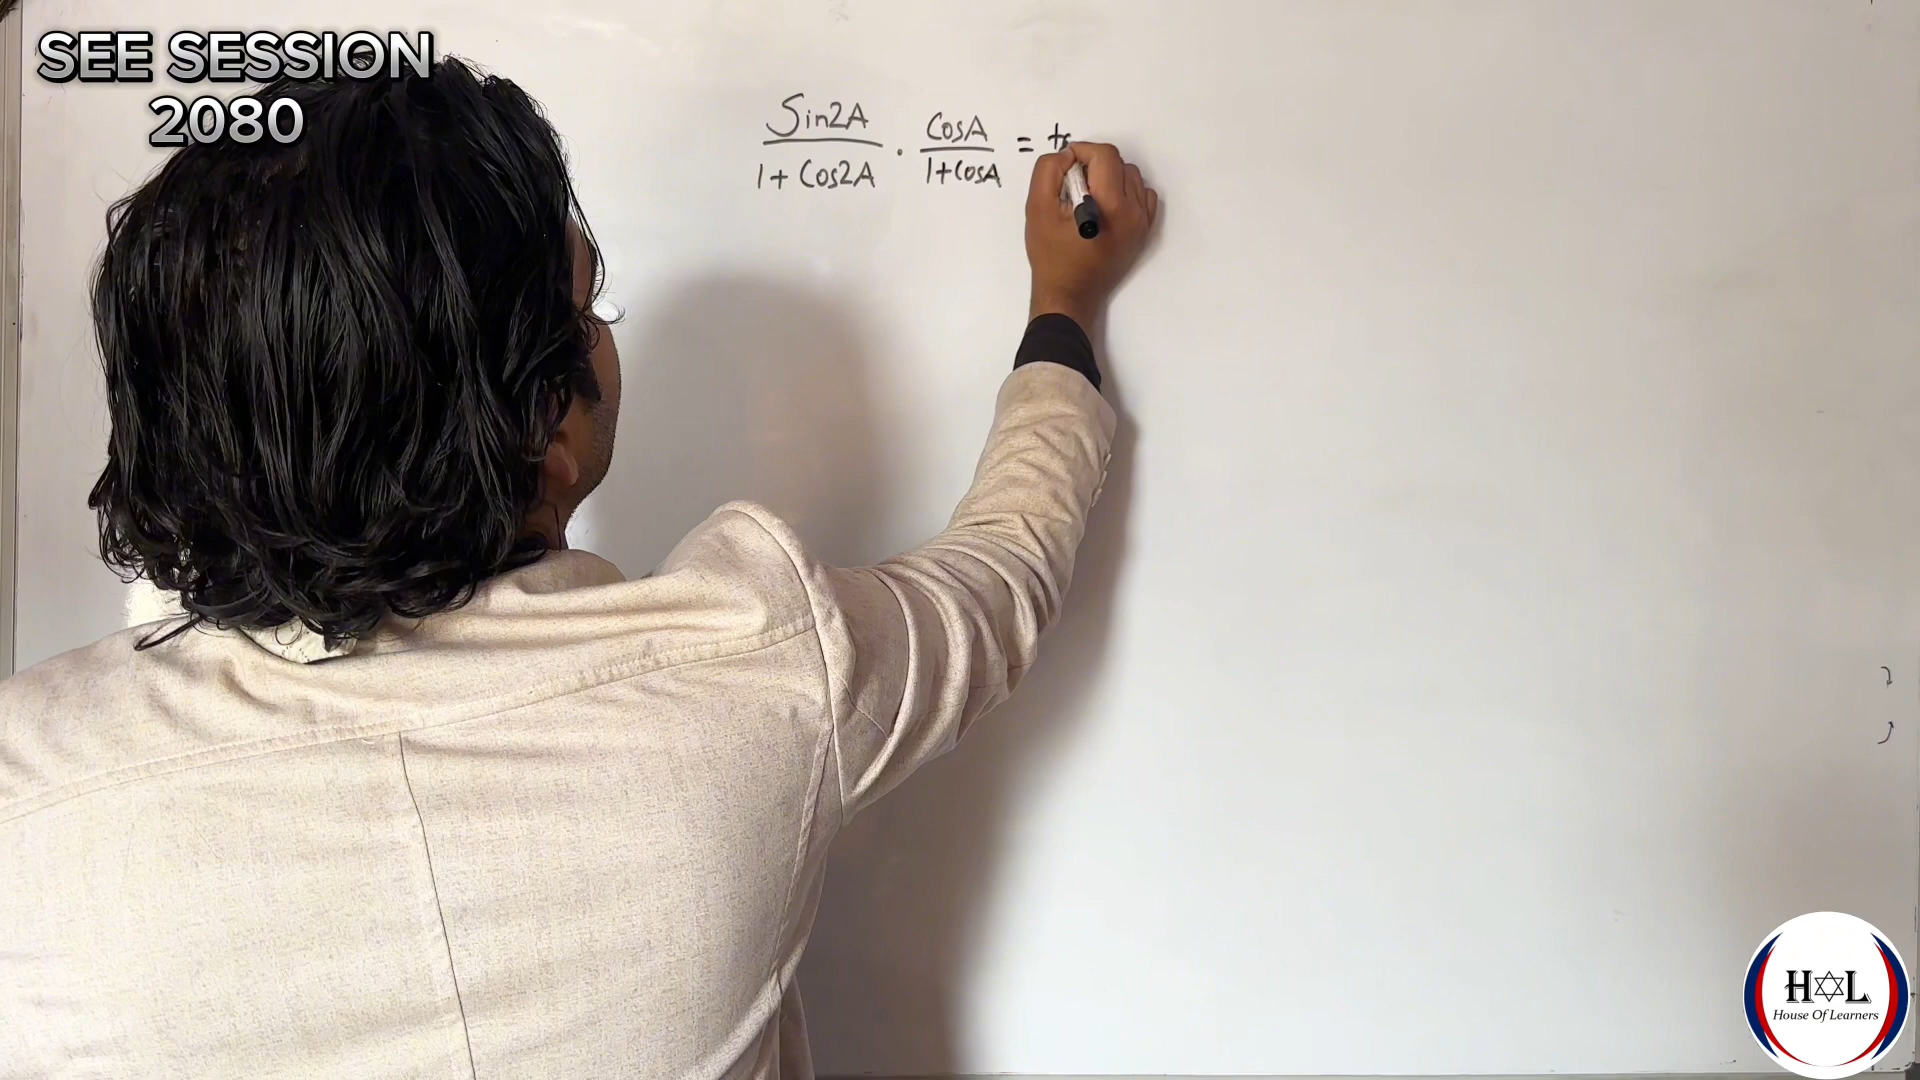 SEE SESSION
2080
Sin2A / 1 + Cos2A . CosA / 1+CosA =
H L
House Of Learners